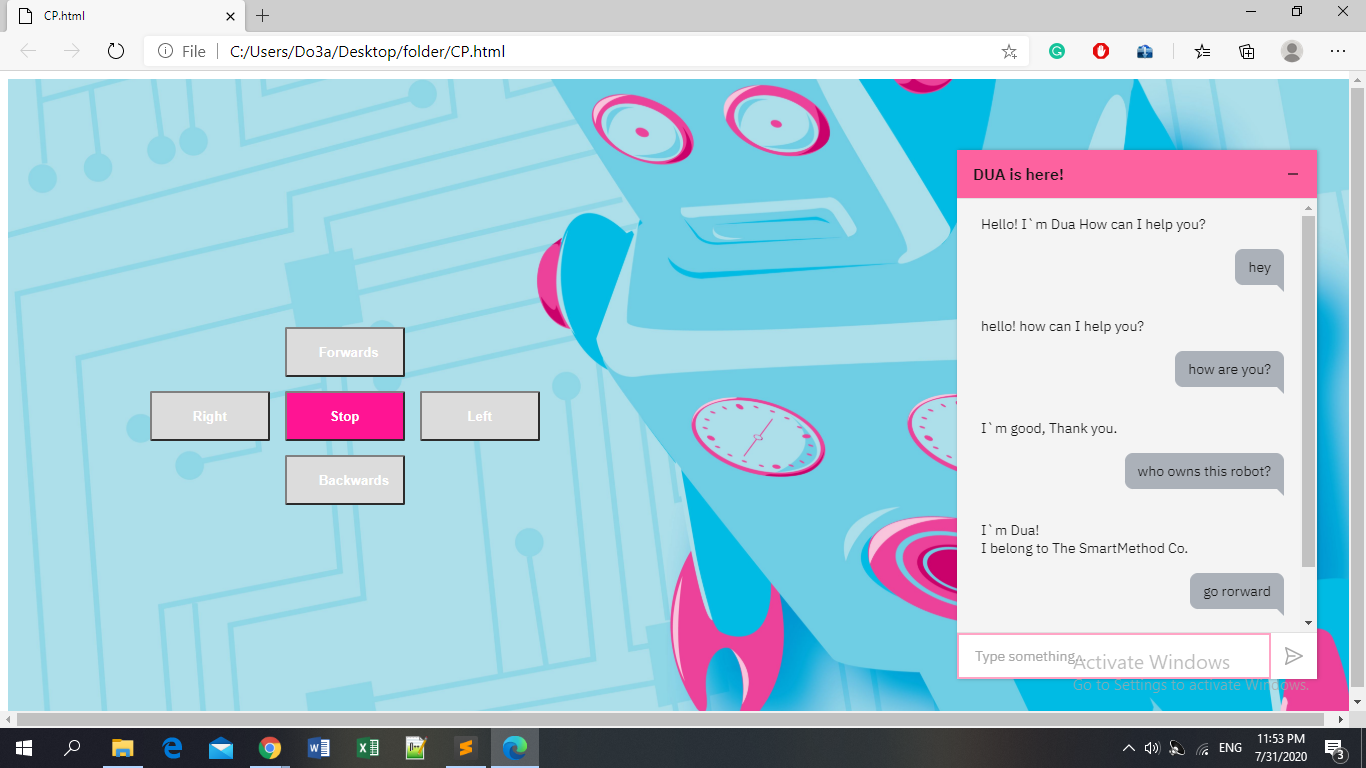 CP.html
File
C:/Users/Do3a/Desktop/folder/CP.html
DUA is here!
Hello! I`m Dua How can I help you?
hey
hello! how can I help you?
how are you?
I`m good, Thank you.
who owns this robot?
I`m Dua!
I belong to The SmartMethod Co.
go rorward
Type something...
Forwards
Right
Stop
Left
Backwards
Activate Windows
Go to Settings to activate Windows.
ENG
11:53 PM
7/31/2020
3